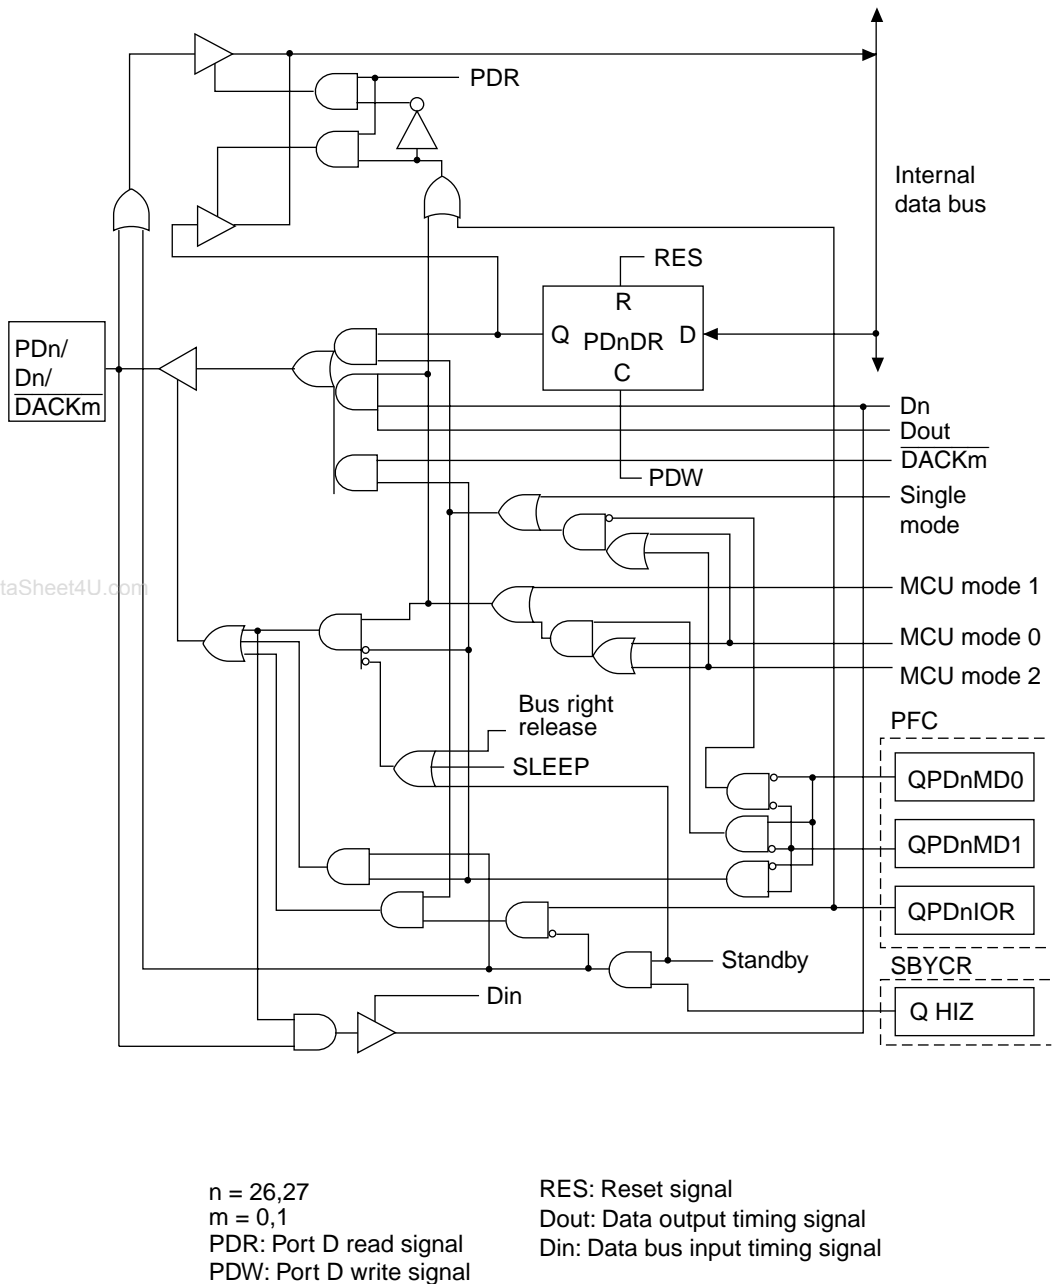 PDR
Internal
data bus
RES
R
Q
PDnDR
D
C
PDn/
Dn/
DACKm
Dn
Dout
DACKm
PDW
Single
mode
taSheet4U.com
MCU mode 1
MCU mode 0
MCU mode 2
Bus right
release
SLEEP
PFC
QPDnMD0
QPDnMD1
QPDnIOR
Standby
SBYCR
Din
Q HIZ
n = 26,27
m = 0,1
PDR: Port D read signal
PDW: Port D write signal
RES: Reset signal
Dout: Data output timing signal
Din: Data bus input timing signal